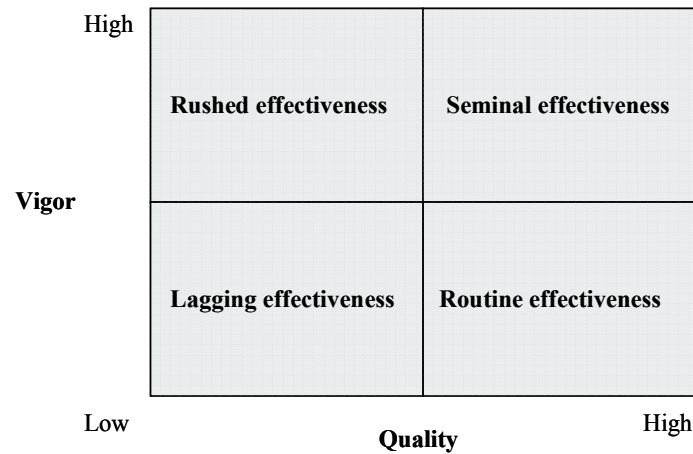 High
Rushed effectiveness
Seminal effectiveness
Vigor
Lagging effectiveness
Routine effectiveness
Low
High
Quality